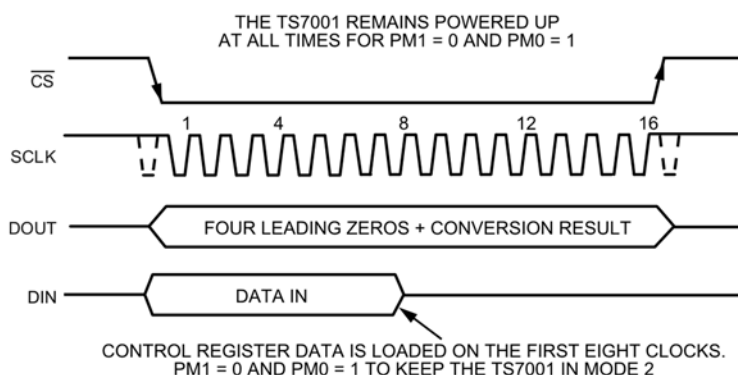 THE TS7001 REMAINS POWERED UP
AT ALL TIMES FOR PM1 = 0 AND PM0 = 1
CS
1 4 8 12 16
SCLK
DOUT
FOUR LEADING ZEROS + CONVERSION RESULT
DIN
DATA IN
CONTROL REGISTER DATA IS LOADED ON THE FIRST EIGHT CLOCKS.
PM1 = 0 AND PM0 = 1 TO KEEP THE TS7001 IN MODE 2